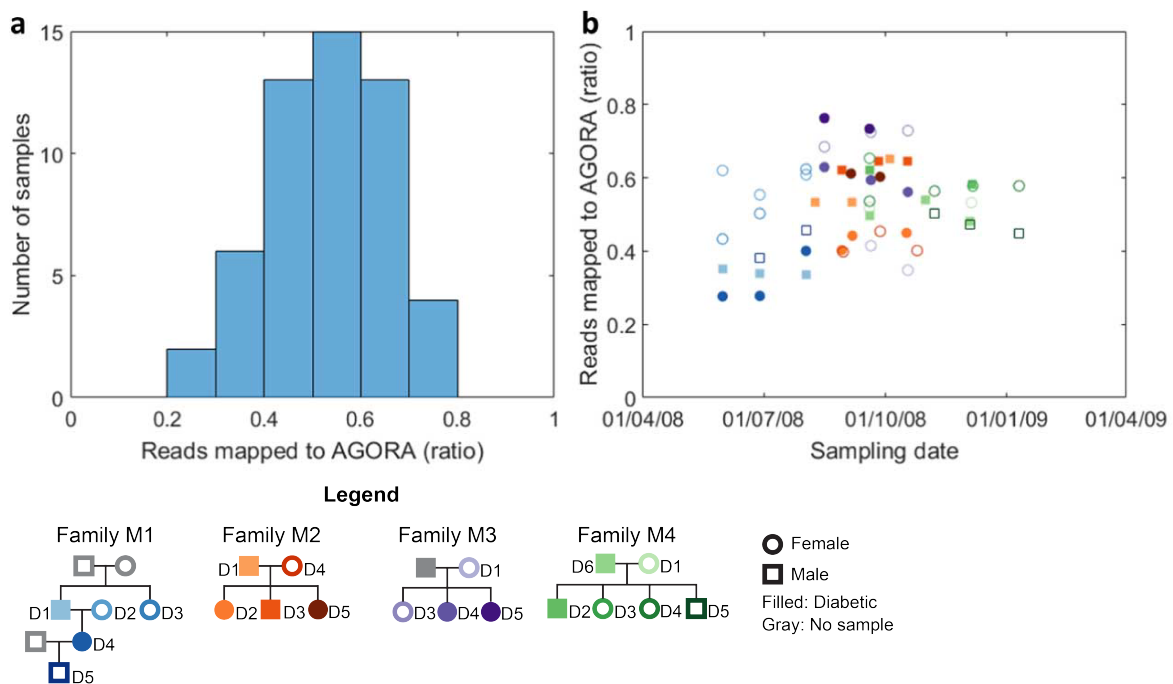 a
15
10
5
0
Number of samples
0
0.2
0.4
0.6
0.8
1
Reads mapped to AGORA (ratio)
b
1
0.8
0.6
0.4
0.2
0
Reads mapped to AGORA (ratio)
01/04/08
01/07/08
01/10/08
01/01/09
01/04/09
Sampling date
Legend
Family M1
D1
D2
D3
D4
D5
Family M2
D1
D4
D2
D3
D5
Family M3
D1
D3
D4
D5
Family M4
D6
D1
D2
D3
D4
D5
Female
Male
Filled: Diabetic
Gray: No sample